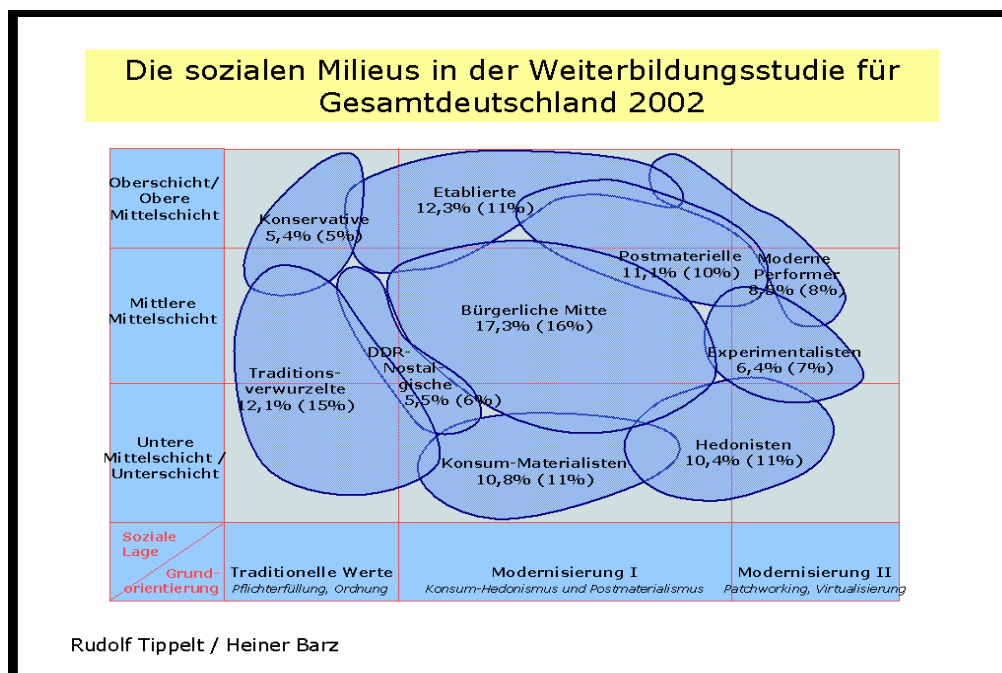 Die sozialen Milieus in der Weiterbildungsstudie für
Gesamtdeutschland 2002
Oberschicht/
Obere
Mittelschicht
Konservative
5,4% (5%)
Etablierte
12,3% (11%)
Postmaterielle
11,1% (10%)
Moderne
Performer
8,5% (8%)
Mittlere
Mittelschicht
Bürgerliche Mitte
17,3% (16%)
Experimentalisten
6,4% (7%)
Traditions-
verwurzelte
12,1% (15%)
DDR-
Nostal-
gische
5,5% (6%)
Untere
Mittelschicht /
Unterschicht
Konsum-Materialisten
10,8% (11%)
Hedonisten
10,4% (11%)
Soziale
Lage
Grund-
orientierung
Traditionelle Werte
Pflichterfüllung, Ordnung
Modernisierung I
Konsum-Hedonismus und Postmaterialismus
Modernisierung II
Patchworking, Virtualisierung
Rudolf Tippelt / Heiner Barz